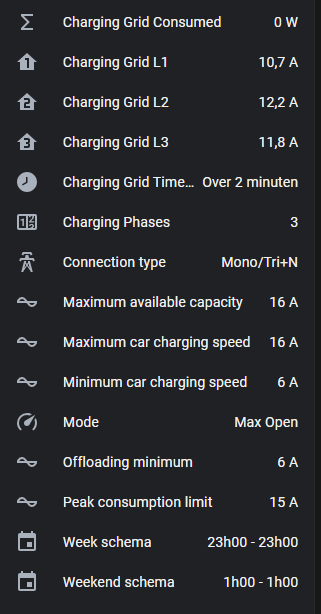 Charging Grid Consumed 0 W
1 Charging Grid L1 10,7 A
2 Charging Grid L2 12,2 A
3 Charging Grid L3 11,8 A
Charging Grid Time... Over 2 minuten
Charging Phases 3
Connection type Mono/Tri+N
Maximum available capacity 16 A
Maximum car charging speed 16 A
Minimum car charging speed 6 A
Mode Max Open
Offloading minimum 6 A
Peak consumption limit 15 A
Week schema 23h00 - 23h00
Weekend schema 1h00 - 1h00